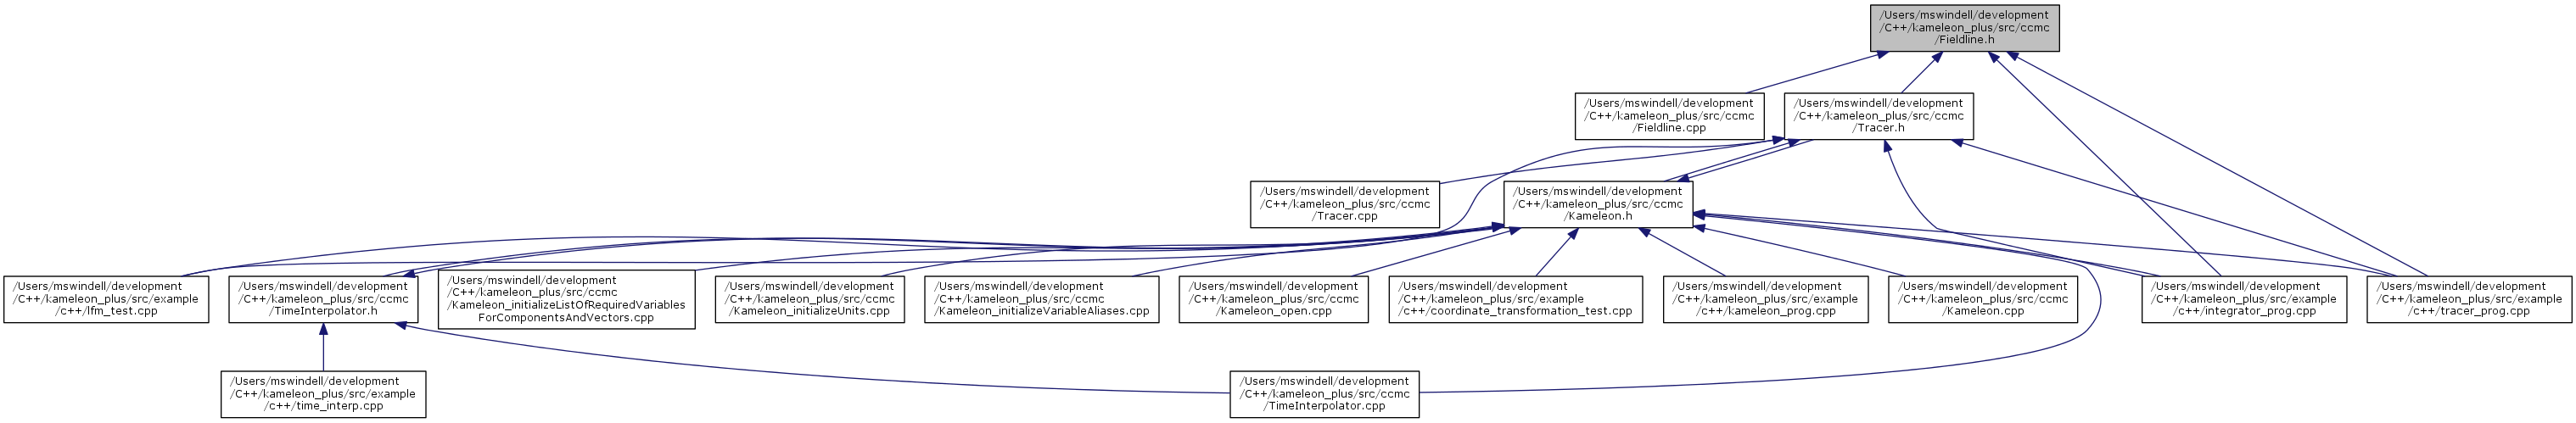 /Users/mswindell/development
/C++/kameleon_plus/src/ccmc
/Fieldline.h
/Users/mswindell/development
/C++/kameleon_plus/src/ccmc
/Fieldline.cpp
/Users/mswindell/development
/C++/kameleon_plus/src/ccmc
/Tracer.h
/Users/mswindell/development
/C++/kameleon_plus/src/ccmc
/Tracer.cpp
/Users/mswindell/development
/C++/kameleon_plus/src/ccmc
/Kameleon.h
/Users/mswindell/development
/C++/kameleon_plus/src/example
/c++/lfm_test.cpp
/Users/mswindell/development
/C++/kameleon_plus/src/ccmc
/TimeInterpolator.h
/Users/mswindell/development
/C++/kameleon_plus/src/ccmc
/Kameleon_initializeListOfRequiredVariables
ForComponentsAndVectors.cpp
/Users/mswindell/development
/C++/kameleon_plus/src/ccmc
/Kameleon_initializeUnits.cpp
/Users/mswindell/development
/C++/kameleon_plus/src/ccmc
/Kameleon_initializeVariableAliases.cpp
/Users/mswindell/development
/C++/kameleon_plus/src/ccmc
/Kameleon_open.cpp
/Users/mswindell/development
/C++/kameleon_plus/src/example
/c++/coordinate_transformation_test.cpp
/Users/mswindell/development
/C++/kameleon_plus/src/example
/c++/kameleon_prog.cpp
/Users/mswindell/development
/C++/kameleon_plus/src/ccmc
/Kameleon.cpp
/Users/mswindell/development
/C++/kameleon_plus/src/example
/c++/integrator_prog.cpp
/Users/mswindell/development
/C++/kameleon_plus/src/example
/c++/tracer_prog.cpp
/Users/mswindell/development
/C++/kameleon_plus/src/example
/c++/time_interp.cpp
/Users/mswindell/development
/C++/kameleon_plus/src/ccmc
/TimeInterpolator.cpp